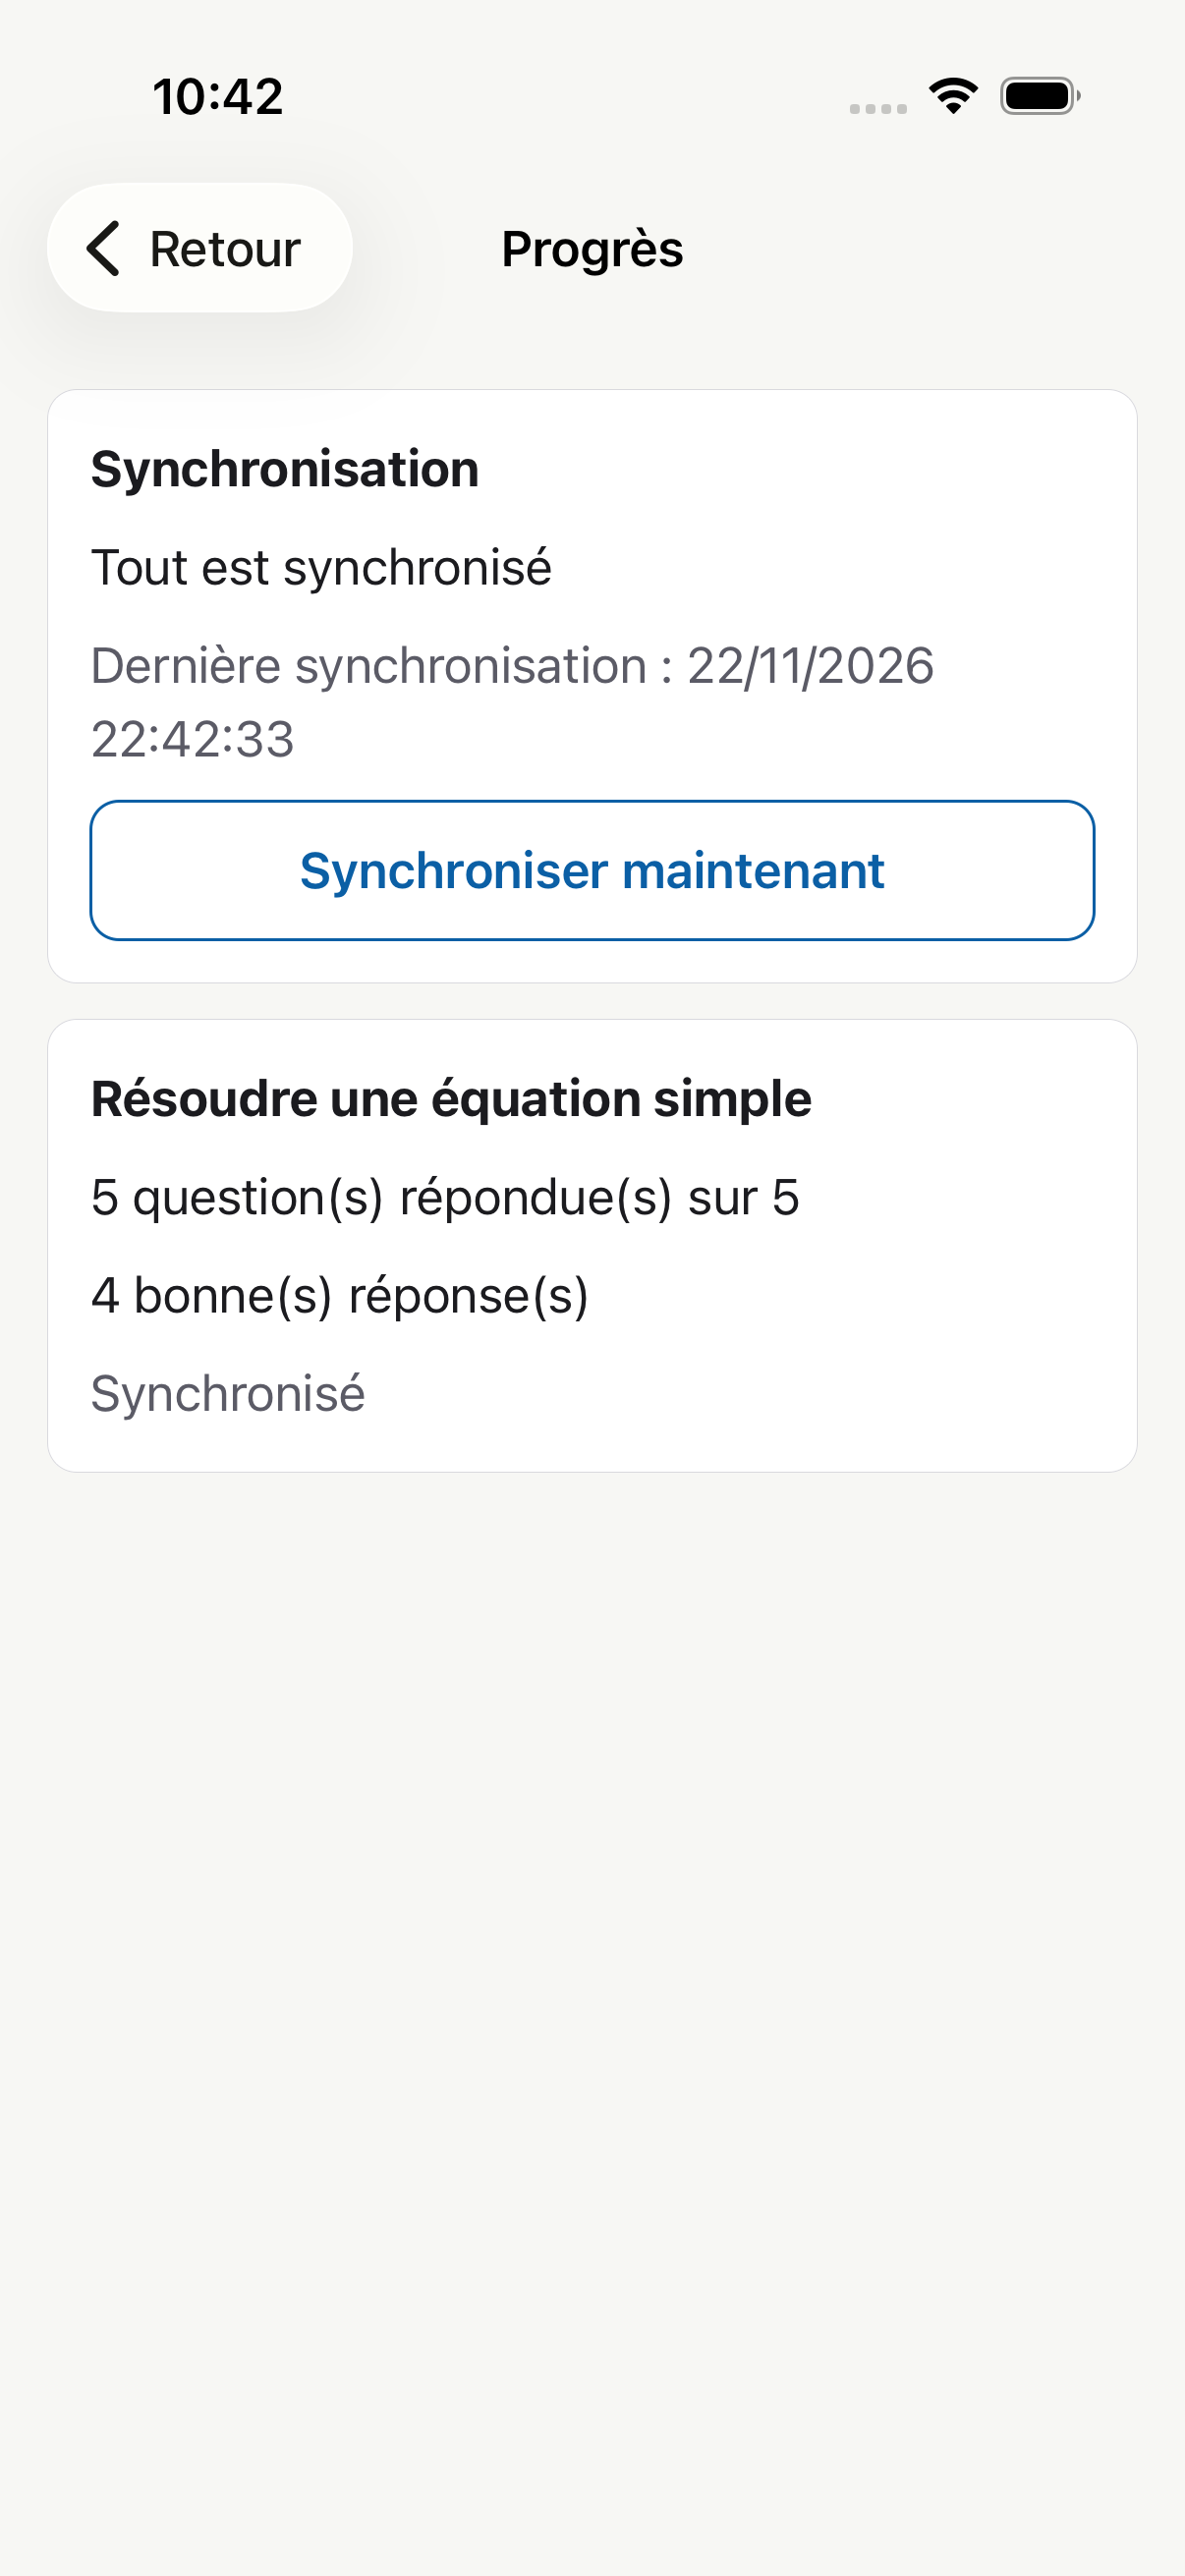 10:42
Retour
Progrès
Synchronisation
Tout est synchronisé
Dernière synchronisation : 22/11/2026
22:42:33
Synchroniser maintenant
Résoudre une équation simple
5 question(s) répondue(s) sur 5
4 bonne(s) réponse(s)
Synchronisé